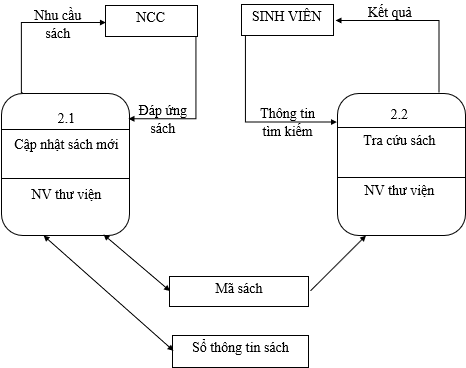 Nhu cầu
sách
NCC
SINH VIÊN
Kết quả
Đáp ứng
sách
Thông tin
tìm kiếm
2.1
Cập nhật sách mới
NV thư viện
2.2
Tra cứu sách
NV thư viện
Mã sách
Sổ thông tin sách